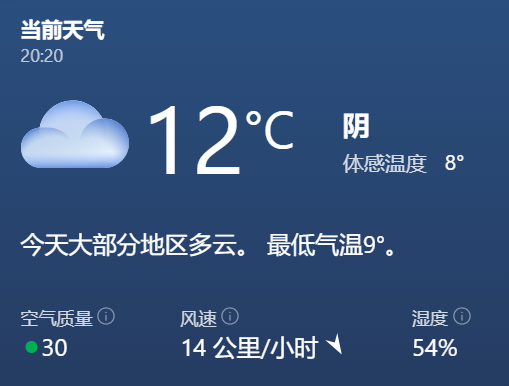 当前天气
20:20
12°C
阴
体感温度 8°
今天大部分地区多云。 最低气温9°。
空气质量 风速 湿度
30 14 公里/小时 54%